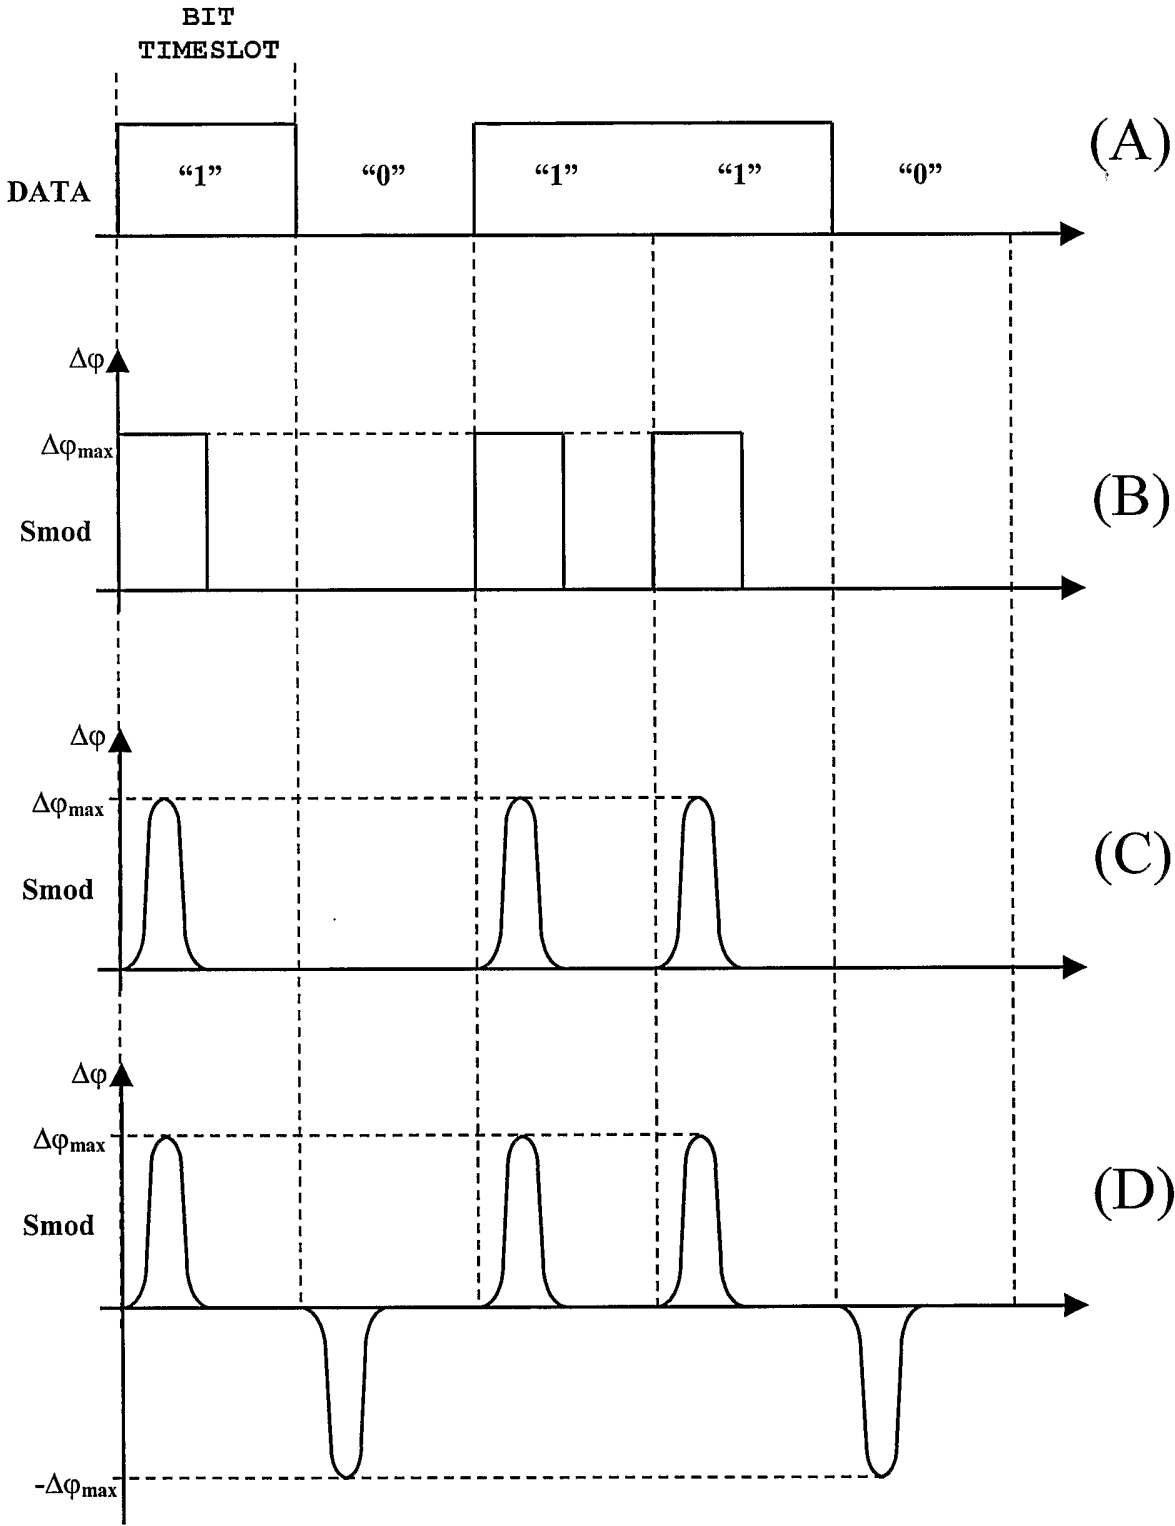 BIT
TIMESLOT
(A)
DATA “1” “0” “1” “1” “0”
Δφ
Δφmax
(B)
Smod
Δφ
Δφmax
(C)
Smod
Δφ
Δφmax
(D)
Smod
-Δφmax